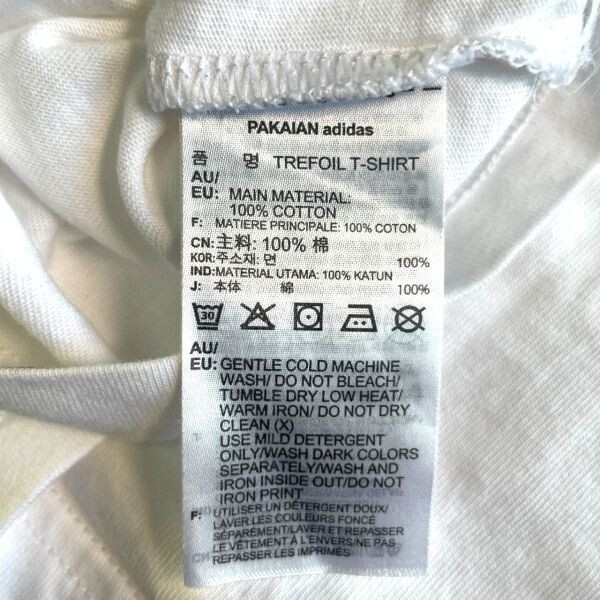 PAKAIAN adidas
품 명 TREFOIL T-SHIRT
AU/
EU: MAIN MATERIAL:
100% COTTON
F: MATIERE PRINCIPALE: 100% COTON
CN: 主料: 100% 棉
KOR: 주소재: 면 100%
IND: MATERIAL UTAMA: 100% KATUN
J: 本体 綿 100%
30
AU/
EU: GENTLE COLD MACHINE
WASH/ DO NOT BLEACH/
TUMBLE DRY LOW HEAT/
WARM IRON/ DO NOT DRY
CLEAN (X)
USE MILD DETERGENT
ONLY/WASH DARK COLORS
SEPARATELY/WASH AND
IRON INSIDE OUT/DO NOT
IRON PRINT
F: UTILISER UN DÉTERGENT DOUX/
LAVER LES COULEURS FONCÉ
SÉPARÉMENT/LAVER ET REPASSER
LE VÊTEMENT À L'ENVERS/NE PAS
REPASSER LES IMPRIMÉS